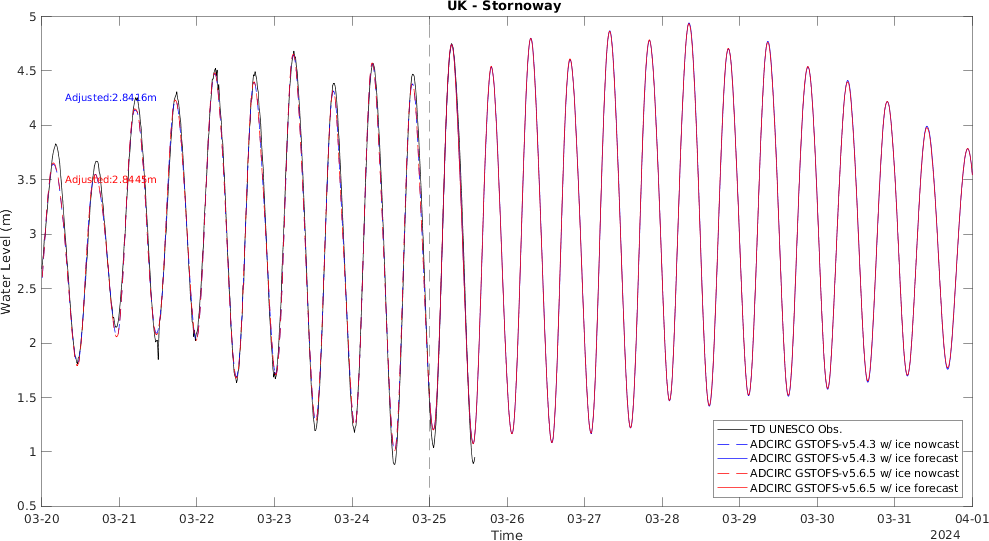 UK - Stornoway
5
4.5
4
3.5
3
2.5
2
1.5
1
0.5
Water Level (m)
Adjusted:2.8416m
Adjusted:2.8445m
TD UNESCO Obs.
ADCIRC GSTOFS-v5.4.3 w/ ice nowcast
ADCIRC GSTOFS-v5.4.3 w/ ice forecast
ADCIRC GSTOFS-v5.6.5 w/ ice nowcast
ADCIRC GSTOFS-v5.6.5 w/ ice forecast
03-20 03-21 03-22 03-23 03-24 03-25 03-26 03-27 03-28 03-29 03-30 03-31 04-01
Time
2024